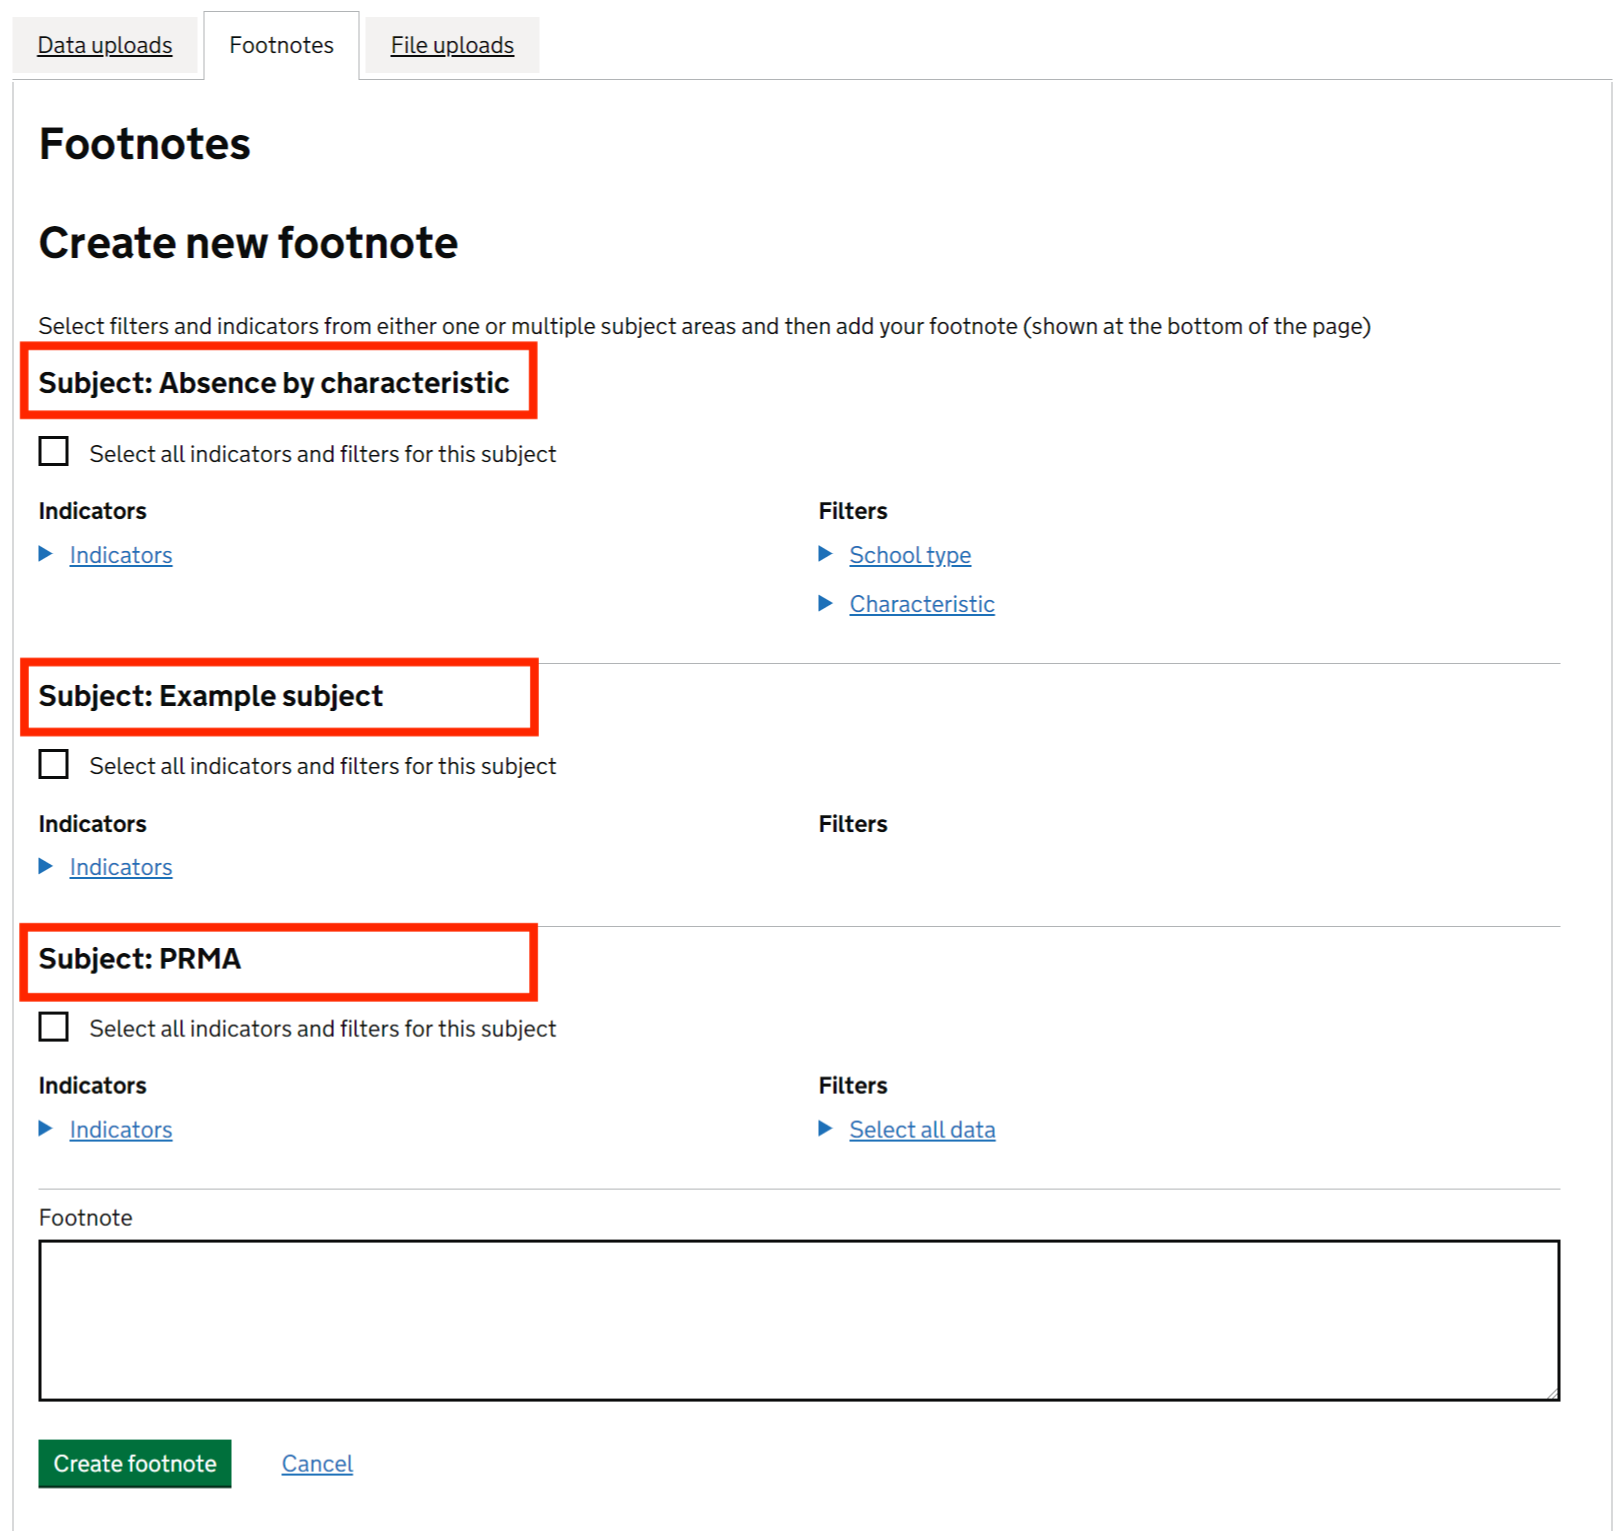 Data uploads Footnotes File uploads
Footnotes
Create new footnote
Select filters and indicators from either one or multiple subject areas and then add your footnote (shown at the bottom of the page)
Subject: Absence by characteristic
Select all indicators and filters for this subject
Indicators Filters
Indicators School type
Characteristic
Subject: Example subject
Select all indicators and filters for this subject
Indicators Filters
Indicators
Subject: PRMA
Select all indicators and filters for this subject
Indicators Filters
Indicators Select all data
Footnote
Create footnote Cancel